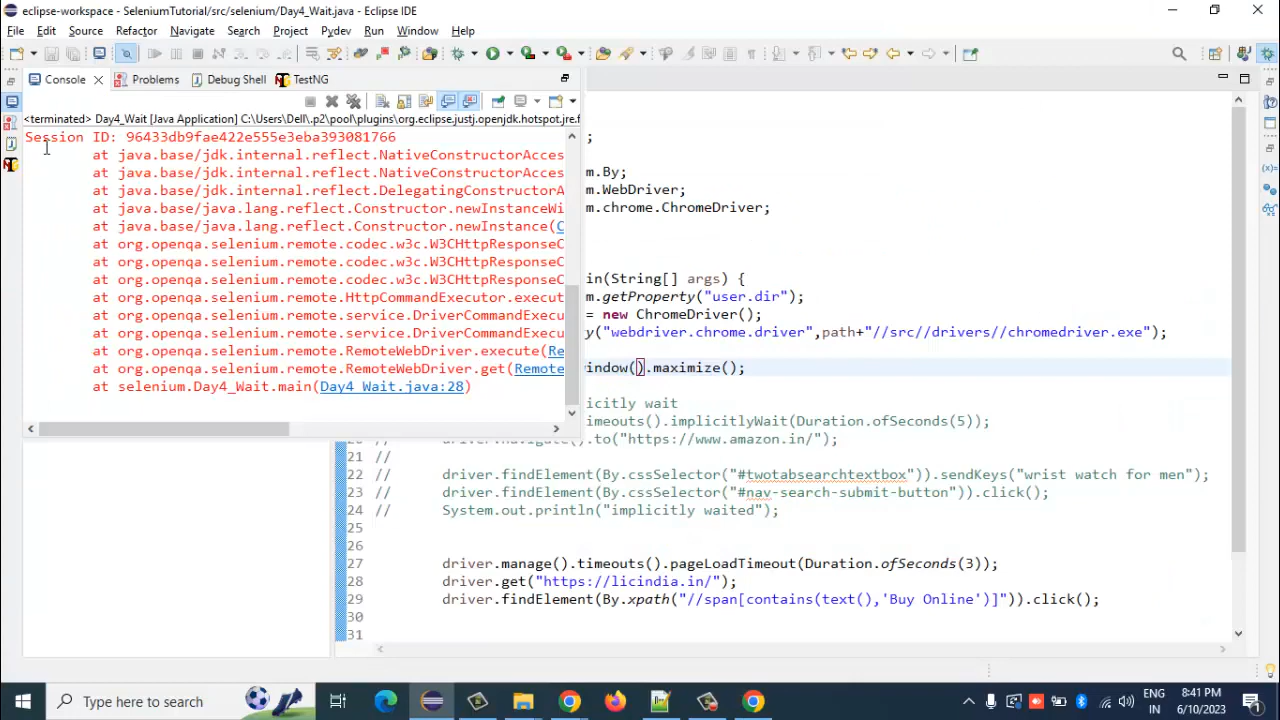 eclipse-workspace - SeleniumTutorial/src/selenium/Day4_Wait.java - Eclipse IDE
File Edit Source Refactor Navigate Search Project Pydev Run Window Help
Console Problems Debug Shell TestNG
<terminated> Day4_Wait [Java Application] C:\Users\Dell\.p2\pool\plugins\org.eclipse.justj.openjdk.hotspot.jre.f
Session ID: 96433db9fae422e555e3eba393081766
at java.base/jdk.internal.reflect.NativeConstructorAcces
at java.base/jdk.internal.reflect.NativeConstructorAcces
at java.base/jdk.internal.reflect.DelegatingConstructorA
at java.base/java.lang.reflect.Constructor.newInstanceWi
at java.base/java.lang.reflect.Constructor.newInstance(C
at org.openqa.selenium.remote.codec.w3c.W3CHttpResponseC
at org.openqa.selenium.remote.codec.w3c.W3CHttpResponseC
at org.openqa.selenium.remote.codec.w3c.W3CHttpResponseC
at org.openqa.selenium.remote.HttpCommandExecutor.execut
at org.openqa.selenium.remote.service.DriverCommandExecu
at org.openqa.selenium.remote.service.DriverCommandExecu
at org.openqa.selenium.remote.RemoteWebDriver.execute(Re
at org.openqa.selenium.remote.RemoteWebDriver.get(Remote
at selenium.Day4_Wait.main(Day4_Wait.java:28)
;
m.By;
m.WebDriver;
m.chrome.ChromeDriver;
in(String[] args) {
m.getProperty("user.dir");
= new ChromeDriver();
y("webdriver.chrome.driver",path+"//src//drivers//chromedriver.exe");
indow().maximize();
icitly wait
imeouts().implicitlyWait(Duration.ofSeconds(5));
20 // driver.navigate().to("https://www.amazon.in/");
21 //
22 // driver.findElement(By.cssSelector("#twotabsearchtextbox")).sendKeys("wrist watch for men");
23 // driver.findElement(By.cssSelector("#nav-search-submit-button")).click();
24 // System.out.println("implicitly waited");
25
26
27 driver.manage().timeouts().pageLoadTimeout(Duration.ofSeconds(3));
28 driver.get("https://licindia.in/");
29 driver.findElement(By.xpath("//span[contains(text(),'Buy Online')]")).click();
30
31
Type here to search
ENG
IN
8:41 PM
6/10/2023